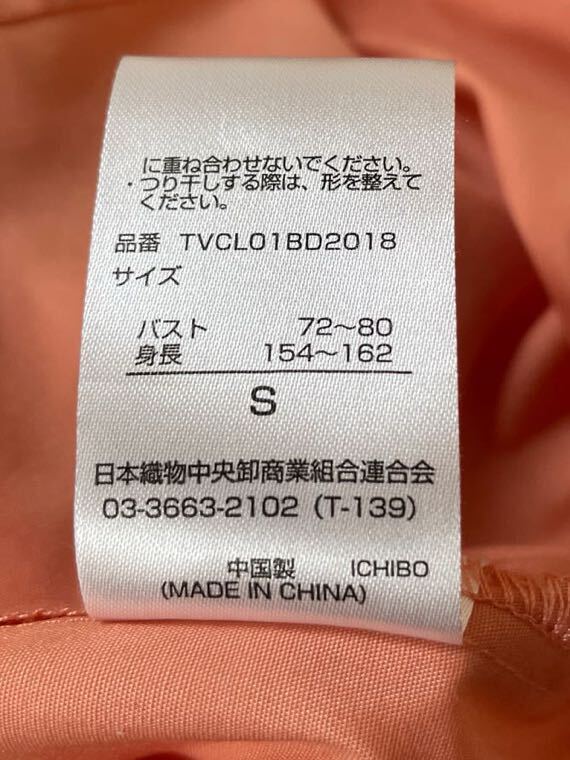 に重ね合わせないでください。
・つり干しする際は、形を整えて
ください。
品番 TVCL01BD2018
サイズ
バスト 72〜80
身長 154〜162
S
日本織物中央卸商業組合連合会
03-3663-2102（T-139）
中国製 ICHIBO
(MADE IN CHINA)